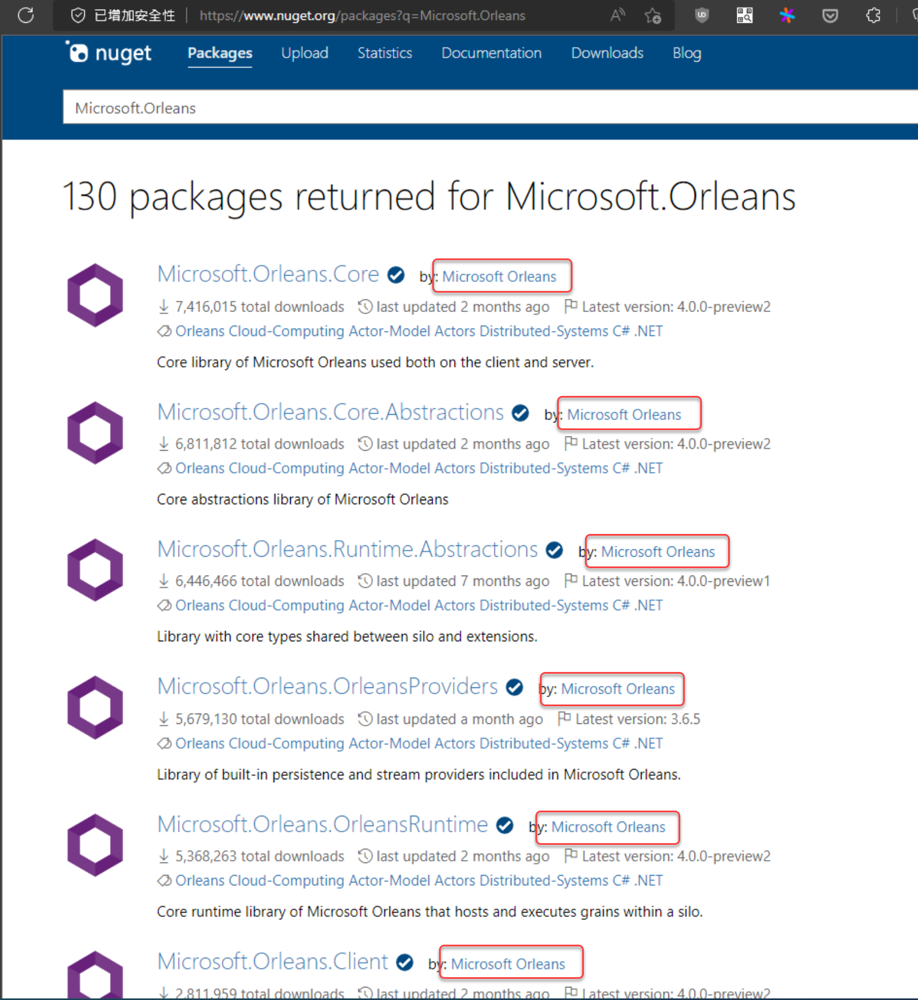 已增加安全性 https://www.nuget.org/packages?q=Microsoft.Orleans
nuget Packages Upload Statistics Documentation Downloads Blog
Microsoft.Orleans
130 packages returned for Microsoft.Orleans
Microsoft.Orleans.Core by: Microsoft Orleans
7,416,015 total downloads last updated 2 months ago Latest version: 4.0.0-preview2
Orleans Cloud-Computing Actor-Model Actors Distributed-Systems C# .NET
Core library of Microsoft Orleans used both on the client and server.
Microsoft.Orleans.Core.Abstractions by: Microsoft Orleans
6,811,812 total downloads last updated 2 months ago Latest version: 4.0.0-preview2
Orleans Cloud-Computing Actor-Model Actors Distributed-Systems C# .NET
Core abstractions library of Microsoft Orleans
Microsoft.Orleans.Runtime.Abstractions by: Microsoft Orleans
6,446,466 total downloads last updated 7 months ago Latest version: 4.0.0-preview1
Orleans Cloud-Computing Actor-Model Actors Distributed-Systems C# .NET
Library with core types shared between silo and extensions.
Microsoft.Orleans.OrleansProviders by: Microsoft Orleans
5,679,130 total downloads last updated a month ago Latest version: 3.6.5
Orleans Cloud-Computing Actor-Model Actors Distributed-Systems C# .NET
Library of built-in persistence and stream providers included in Microsoft Orleans.
Microsoft.Orleans.OrleansRuntime by: Microsoft Orleans
5,368,263 total downloads last updated 2 months ago Latest version: 4.0.0-preview2
Orleans Cloud-Computing Actor-Model Actors Distributed-Systems C# .NET
Core runtime library of Microsoft Orleans that hosts and executes grains within a silo.
Microsoft.Orleans.Client by: Microsoft Orleans
2,811,959 total downloads last updated 2 months ago Latest version: 4.0.0-preview2